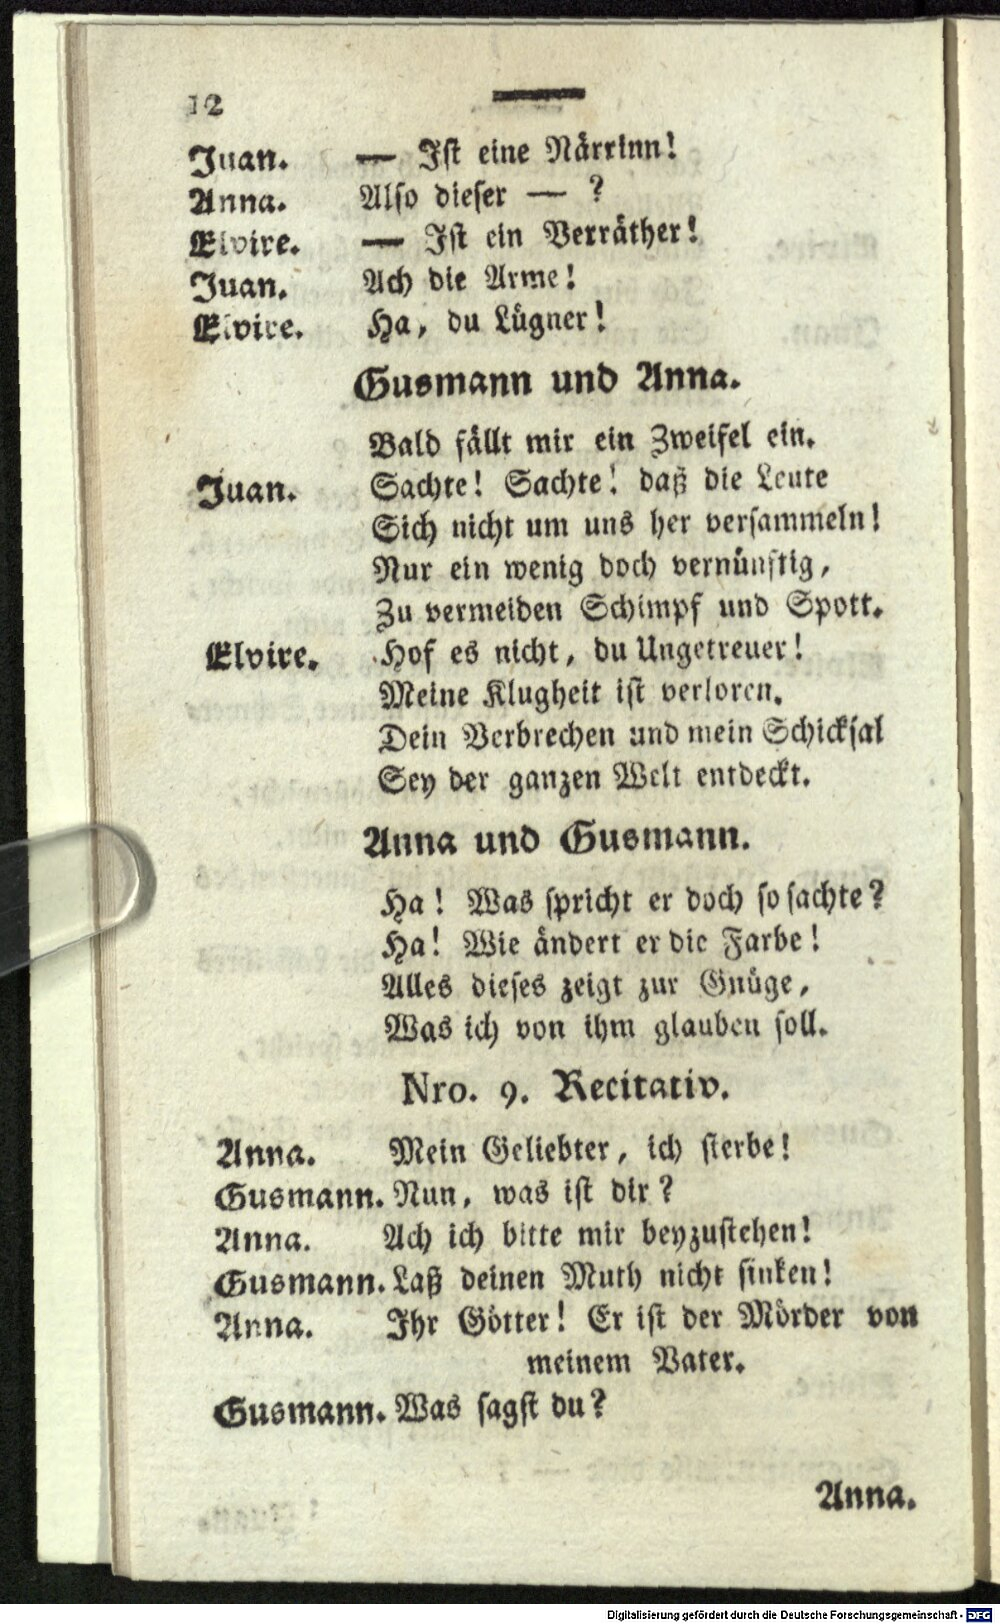 12
Juan. — Ist eine Närrinn!
Anna. Also dieser — ?
Elvire. — Ist ein Verräther!
Juan. Ach die Arme!
Elvire. Ha, du Lügner!
Gusmann und Anna.
Bald fällt mir ein Zweifel ein.
Juan. Sachte! Sachte! daß die Leute
Sich nicht um uns her versammeln!
Nur ein wenig doch vernünftig,
Zu vermeiden Schimpf und Spott.
Elvire. Hof es nicht, du Ungetreuer!
Meine Klugheit ist verloren.
Dein Verbrechen und mein Schicksal
Sey der ganzen Welt entdeckt.
Anna und Gusmann.
Ha! Was spricht er doch so sachte?
Ha! Wie ändert er die Farbe!
Alles dieses zeigt zur Gnüge,
Was ich von ihm glauben soll.
Nro. 9. Recitativ.
Anna. Mein Geliebter, ich sterbe!
Gusmann. Nun, was ist dir?
Anna. Ach ich bitte mir beyzustehen!
Gusmann. Laß deinen Muth nicht sinken!
Anna. Ihr Götter! Er ist der Mörder von
meinem Vater.
Gusmann. Was sagst du?
Anna.
Digitalisierung gefördert durch die Deutsche Forschungsgemeinschaft - DFG